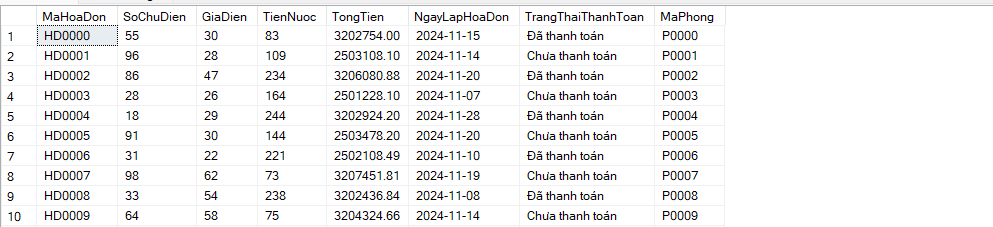 MaHoaDon SoChuDien GiaDien TienNuoc TongTien NgayLapHoaDon TrangThaiThanhToan MaPhong
1 HD0000 55 30 83 3202754.00 2024-11-15 Đã thanh toán P0000
2 HD0001 96 28 109 2503108.10 2024-11-14 Chưa thanh toán P0001
3 HD0002 86 47 234 3206080.88 2024-11-20 Đã thanh toán P0002
4 HD0003 28 26 164 2501228.10 2024-11-07 Chưa thanh toán P0003
5 HD0004 18 29 244 3202924.20 2024-11-28 Đã thanh toán P0004
6 HD0005 91 30 144 2503478.20 2024-11-20 Chưa thanh toán P0005
7 HD0006 31 22 221 2502108.49 2024-11-10 Đã thanh toán P0006
8 HD0007 98 62 73 3207451.81 2024-11-19 Chưa thanh toán P0007
9 HD0008 33 54 238 3202436.84 2024-11-08 Đã thanh toán P0008
10 HD0009 64 58 75 3204324.66 2024-11-14 Chưa thanh toán P0009